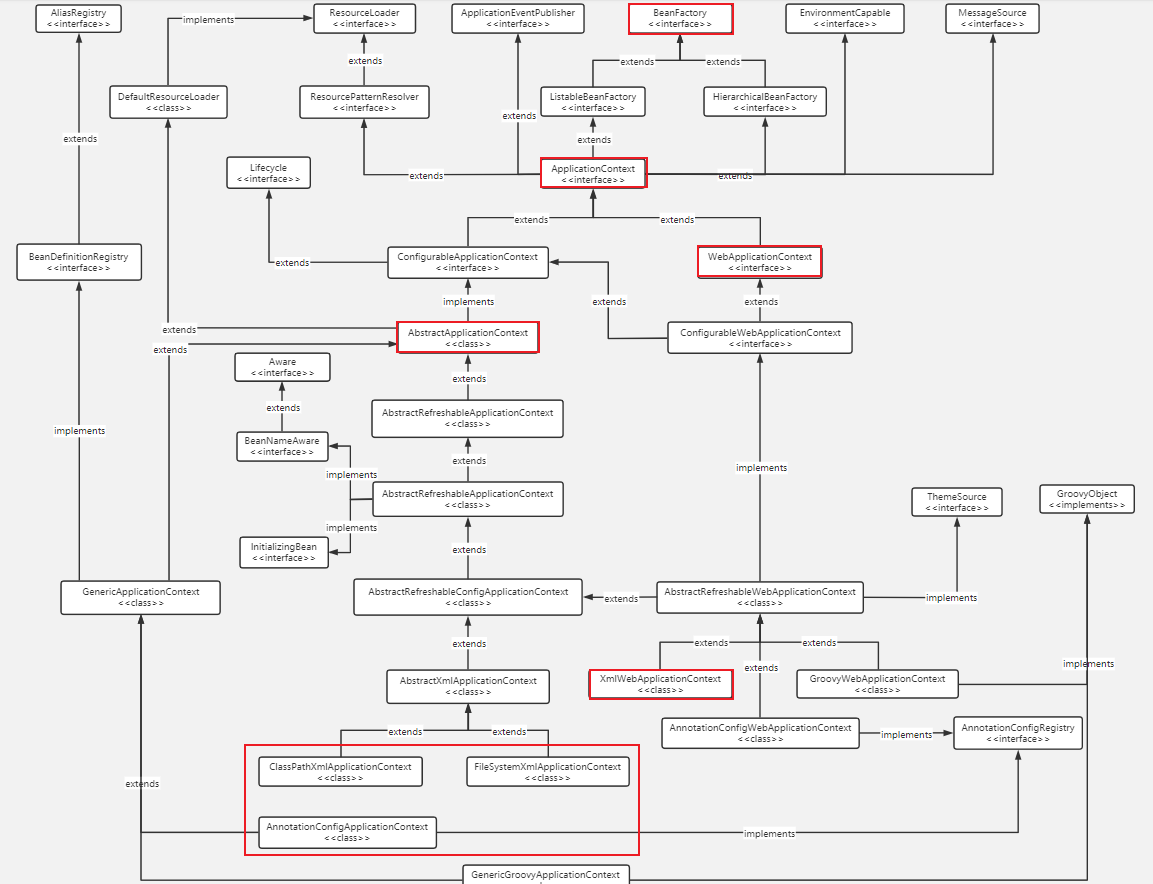 AliasRegistry
<<interface>>
implements
ResourceLoader
<<interface>>
ApplicationEventPublisher
<<interface>>
BeanFactory
<<interface>>
EnvironmentCapable
<<interface>>
MessageSource
<<interface>>
extends
extends
extends
DefaultResourceLoader
<<class>>
ResourcePatternResolver
<<interface>>
ListableBeanFactory
<<interface>>
HierarchicalBeanFactory
<<interface>>
extends
extends
extends
Lifecycle
<<interface>>
extends
ApplicationContext
<<interface>>
extends
extends
extends
BeanDefinitionRegistry
<<interface>>
extends
ConfigurableApplicationContext
<<interface>>
WebApplicationContext
<<interface>>
implements
extends
extends
extends
AbstractApplicationContext
<<class>>
ConfigurableWebApplicationContext
<<interface>>
extends
Aware
<<interface>>
extends
extends
AbstractRefreshableApplicationContext
<<class>>
implements
BeanNameAware
<<interface>>
extends
implements
implements
AbstractRefreshableApplicationContext
<<class>>
ThemeSource
<<interface>>
GroovyObject
<<implements>>
implements
InitializingBean
<<interface>>
extends
GenericApplicationContext
<<class>>
AbstractRefreshableConfigApplicationContext
<<class>>
extends
AbstractRefreshableWebApplicationContext
<<class>>
implements
extends
extends
extends
implements
extends
AbstractXmlApplicationContext
<<class>>
XmlWebApplicationContext
<<class>>
GroovyWebApplicationContext
<<class>>
extends
extends
AnnotationConfigWebApplicationContext
<<class>>
implements
AnnotationConfigRegistry
<<interface>>
ClassPathXmlApplicationContext
<<class>>
FileSystemXmlApplicationContext
<<class>>
extends
AnnotationConfigApplicationContext
<<class>>
implements
GenericGroovyApplicationContext